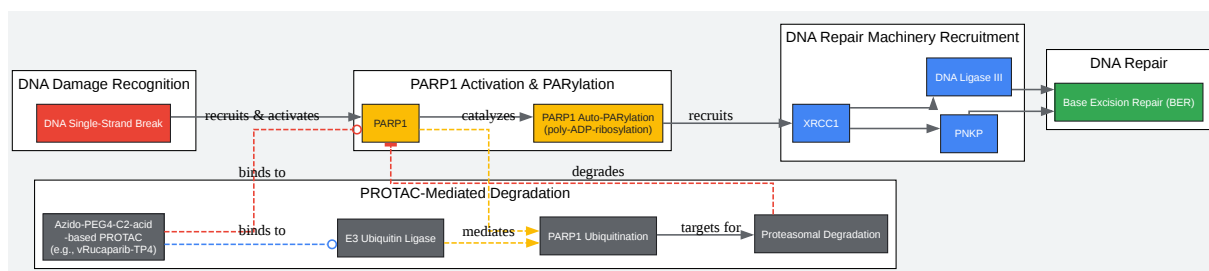 DNA Repair Machinery Recruitment
DNA Damage Recognition
PARP1 Activation & PARylation
DNA Ligase III
DNA Repair
DNA Single-Strand Break
recruits & activates
PARP1
catalyzes
PARP1 Auto-PARylation
(poly-ADP-ribosylation)
recruits
XRCC1
PNKP
Base Excision Repair (BER)
binds to
degrades
PROTAC-Mediated Degradation
Azido-PEG4-C2-acid
-based PROTAC
(e.g., vRucaparib-TP4)
binds to
E3 Ubiquitin Ligase
mediates
PARP1 Ubiquitination
targets for
Proteasomal Degradation